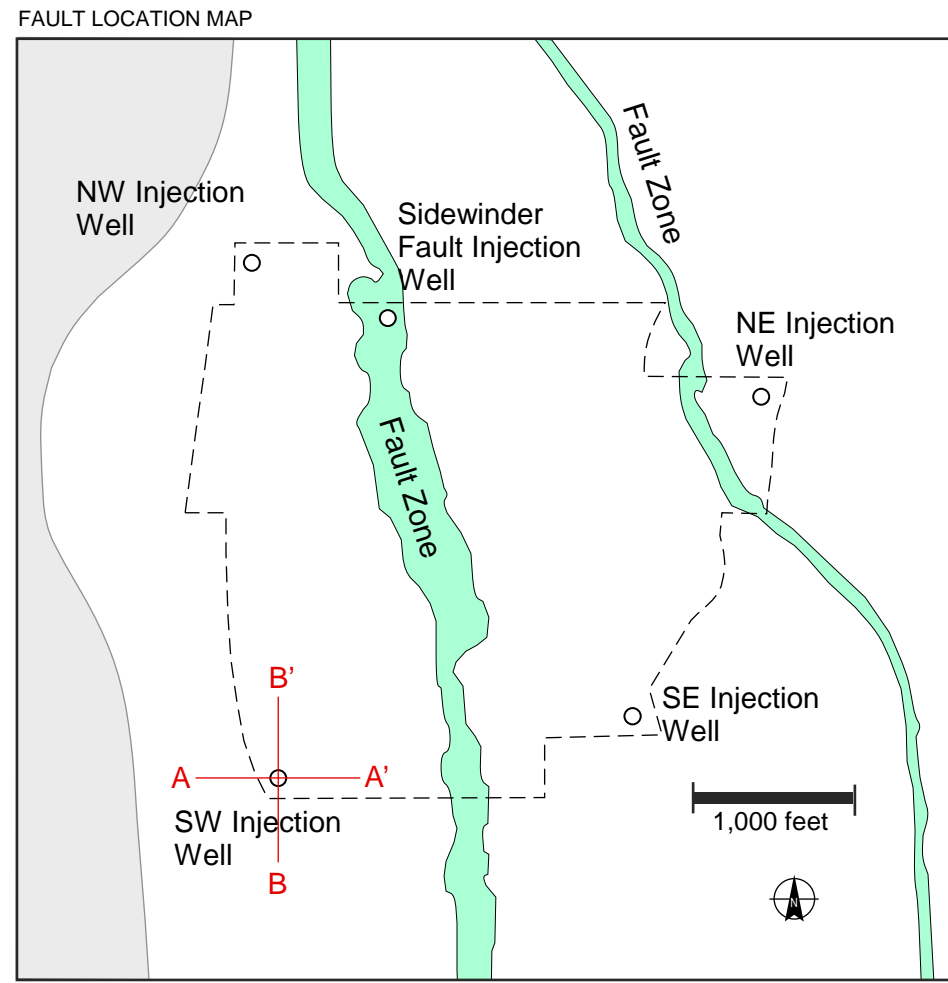 FAULT LOCATION MAP
Fault Zone
NW Injection
Well
Sidewinder
Fault Injection
Well
NE Injection
Well
Fault Zone
B’
SE Injection
Well
A
A’
SW Injection
Well
1,000 feet
B
N